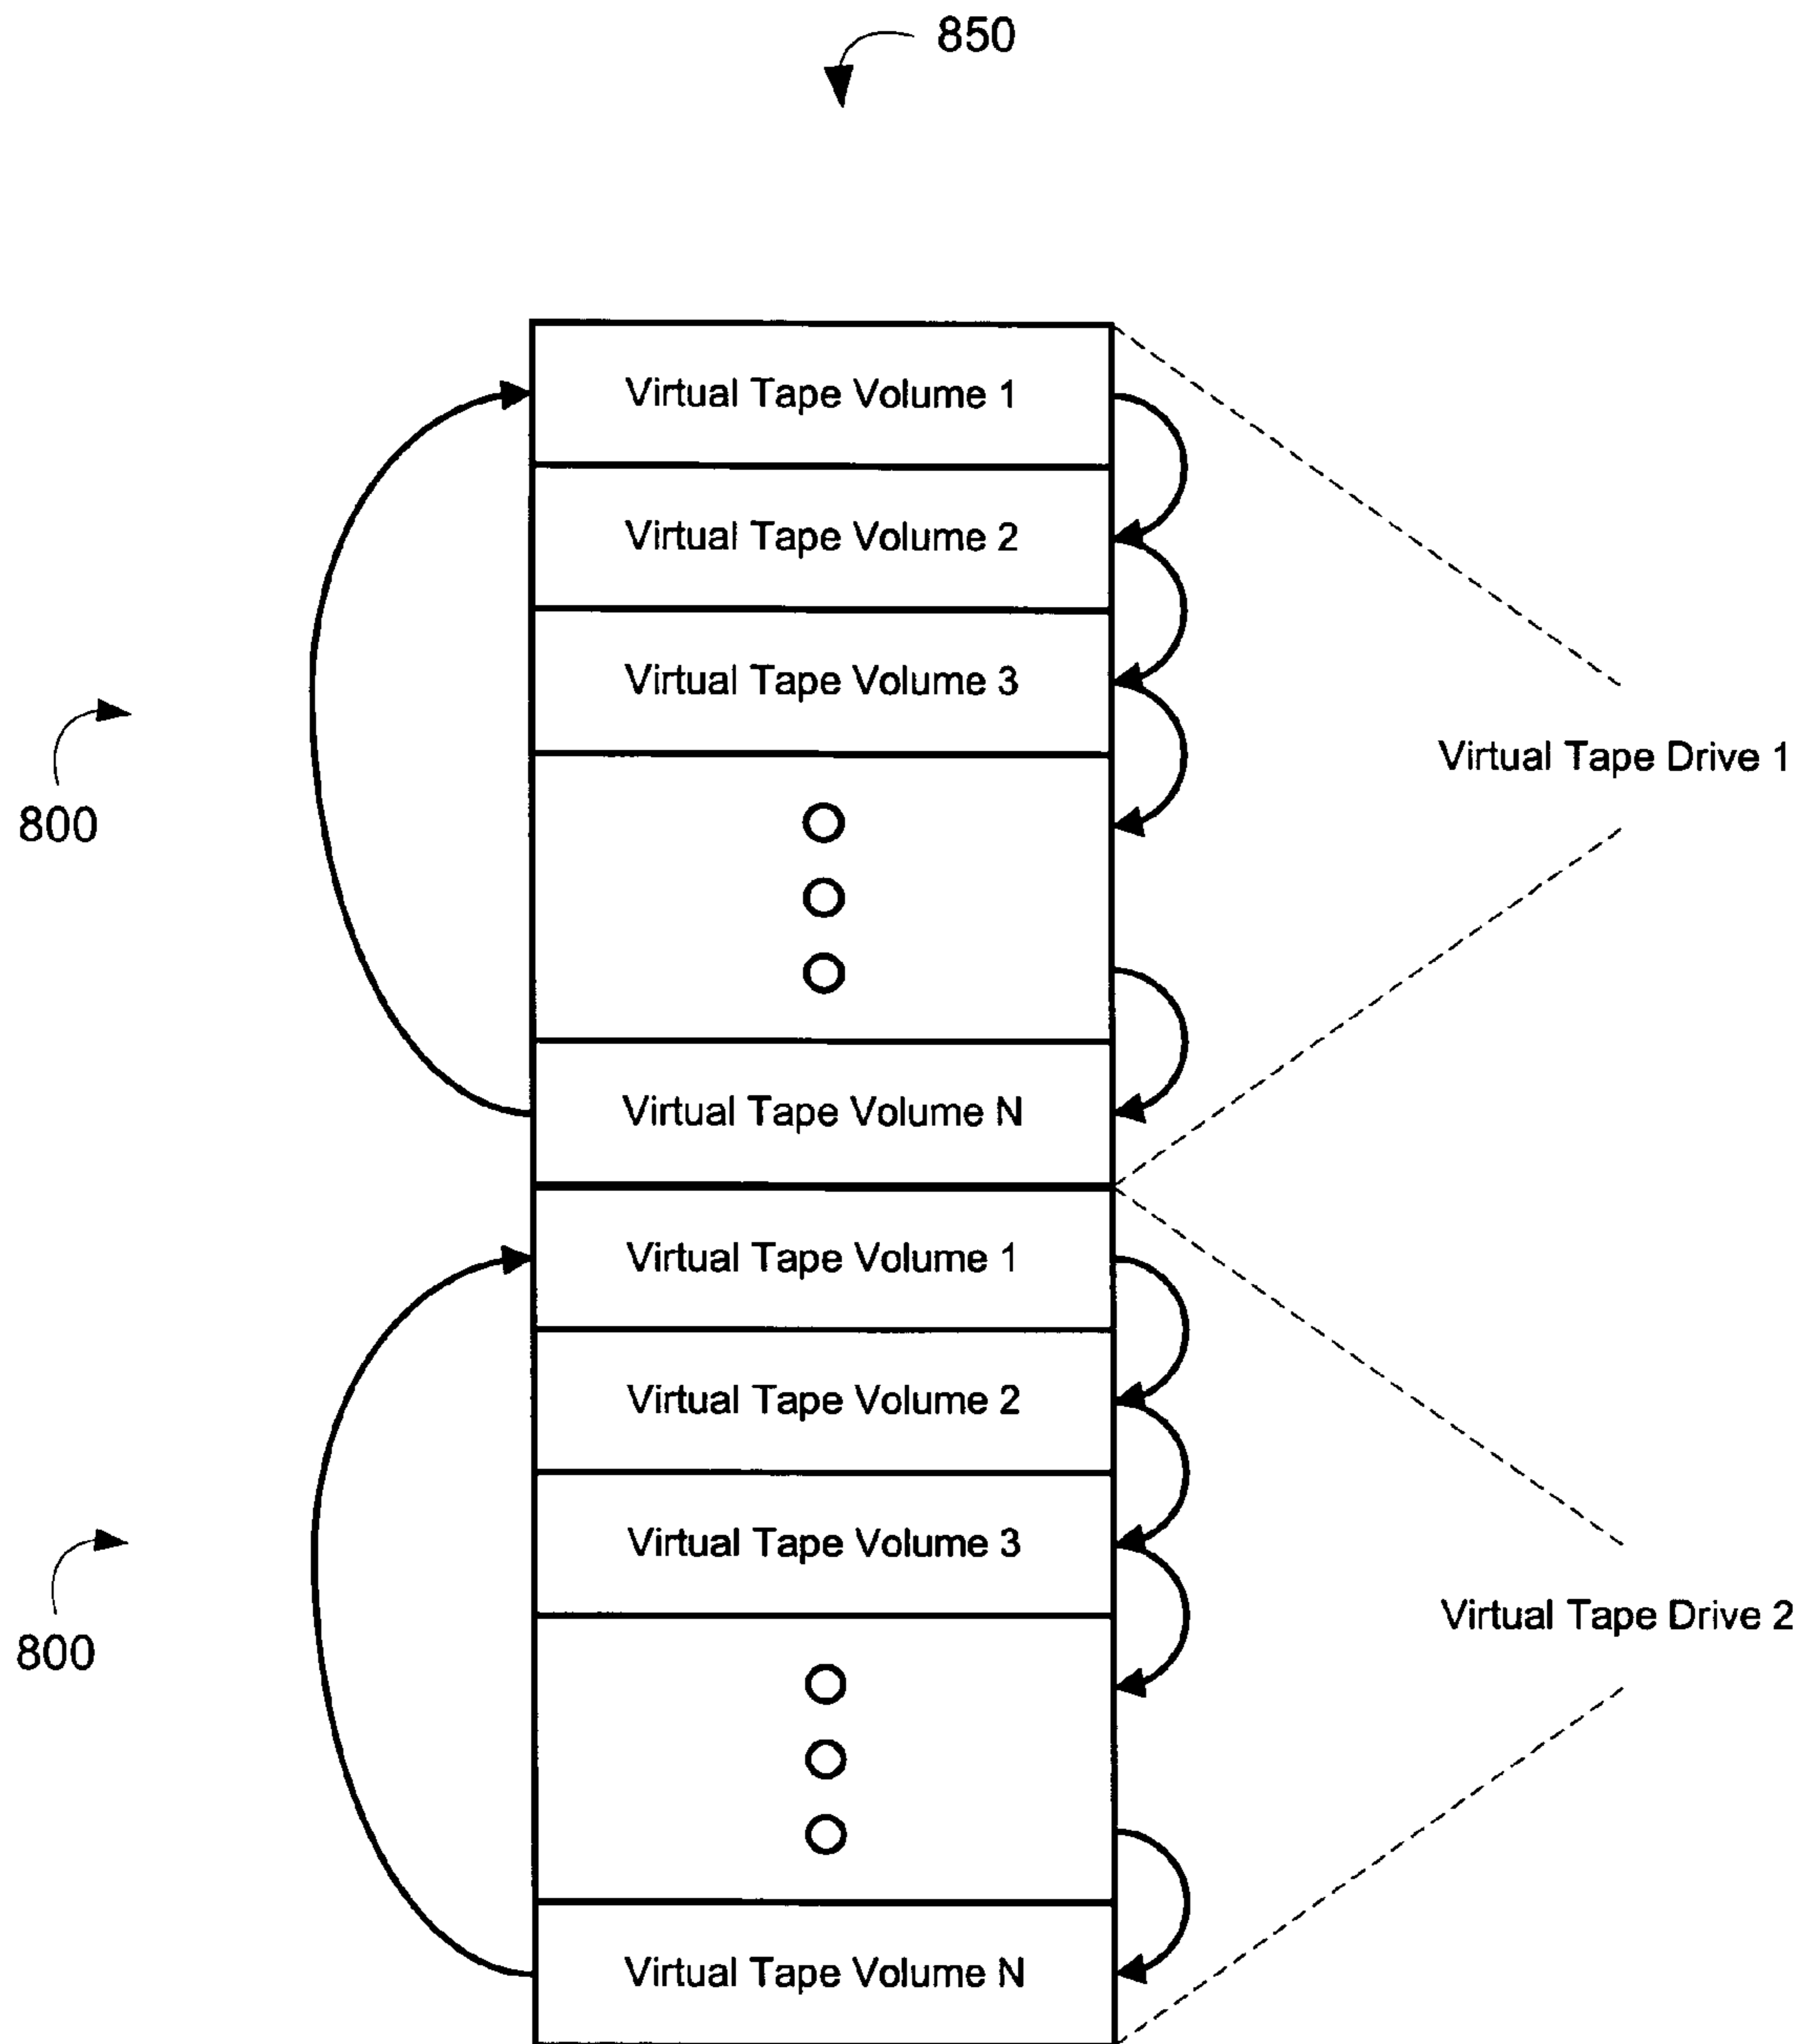 850
Virtual Tape Volume 1
Virtual Tape Volume 2
Virtual Tape Volume 3
Virtual Tape Drive 1
800
Virtual Tape Volume N
Virtual Tape Volume 1
Virtual Tape Volume 2
Virtual Tape Volume 3
Virtual Tape Drive 2
800
Virtual Tape Volume N